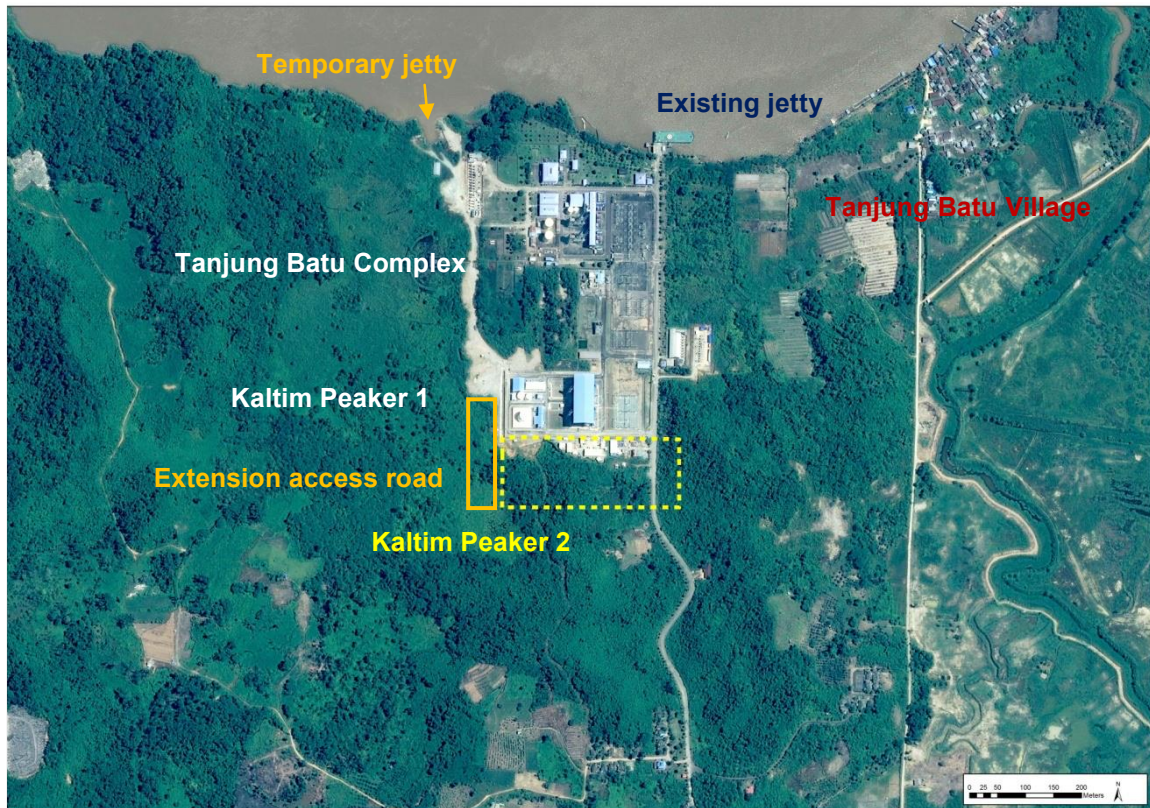 Temporary jetty
Existing jetty
Tanjung Batu Village
Tanjung Batu Complex
Kaltim Peaker 1
Extension access road
Kaltim Peaker 2
N
0 25 50 100 150 200
Meters